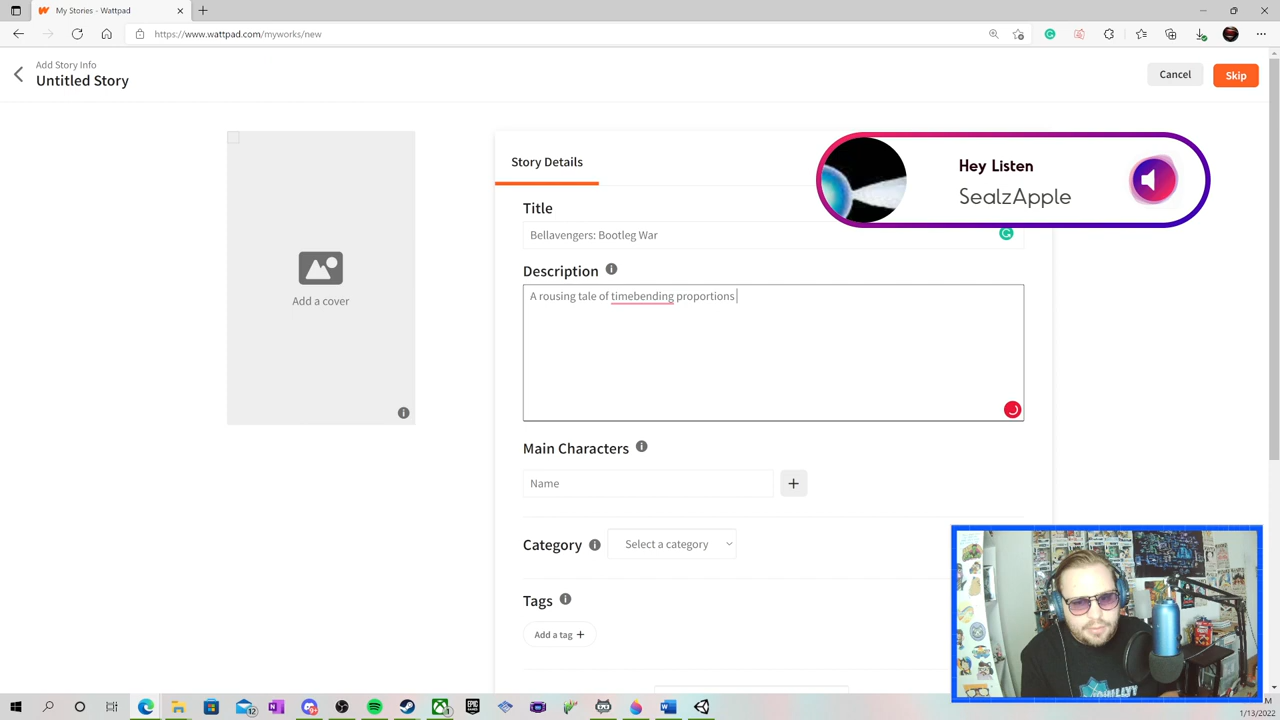 My Stories - Wattpad
https://www.wattpad.com/myworks/new
Add Story Info
Untitled Story
Cancel
Skip
Story Details
Hey Listen
SealzApple
Title
Bellavengers: Bootleg War
Description
A rousing tale of timebending proportions
Add a cover
Main Characters
Name
Category
Select a category
Tags
Add a tag +
12
EPIC
M
1/13/2022